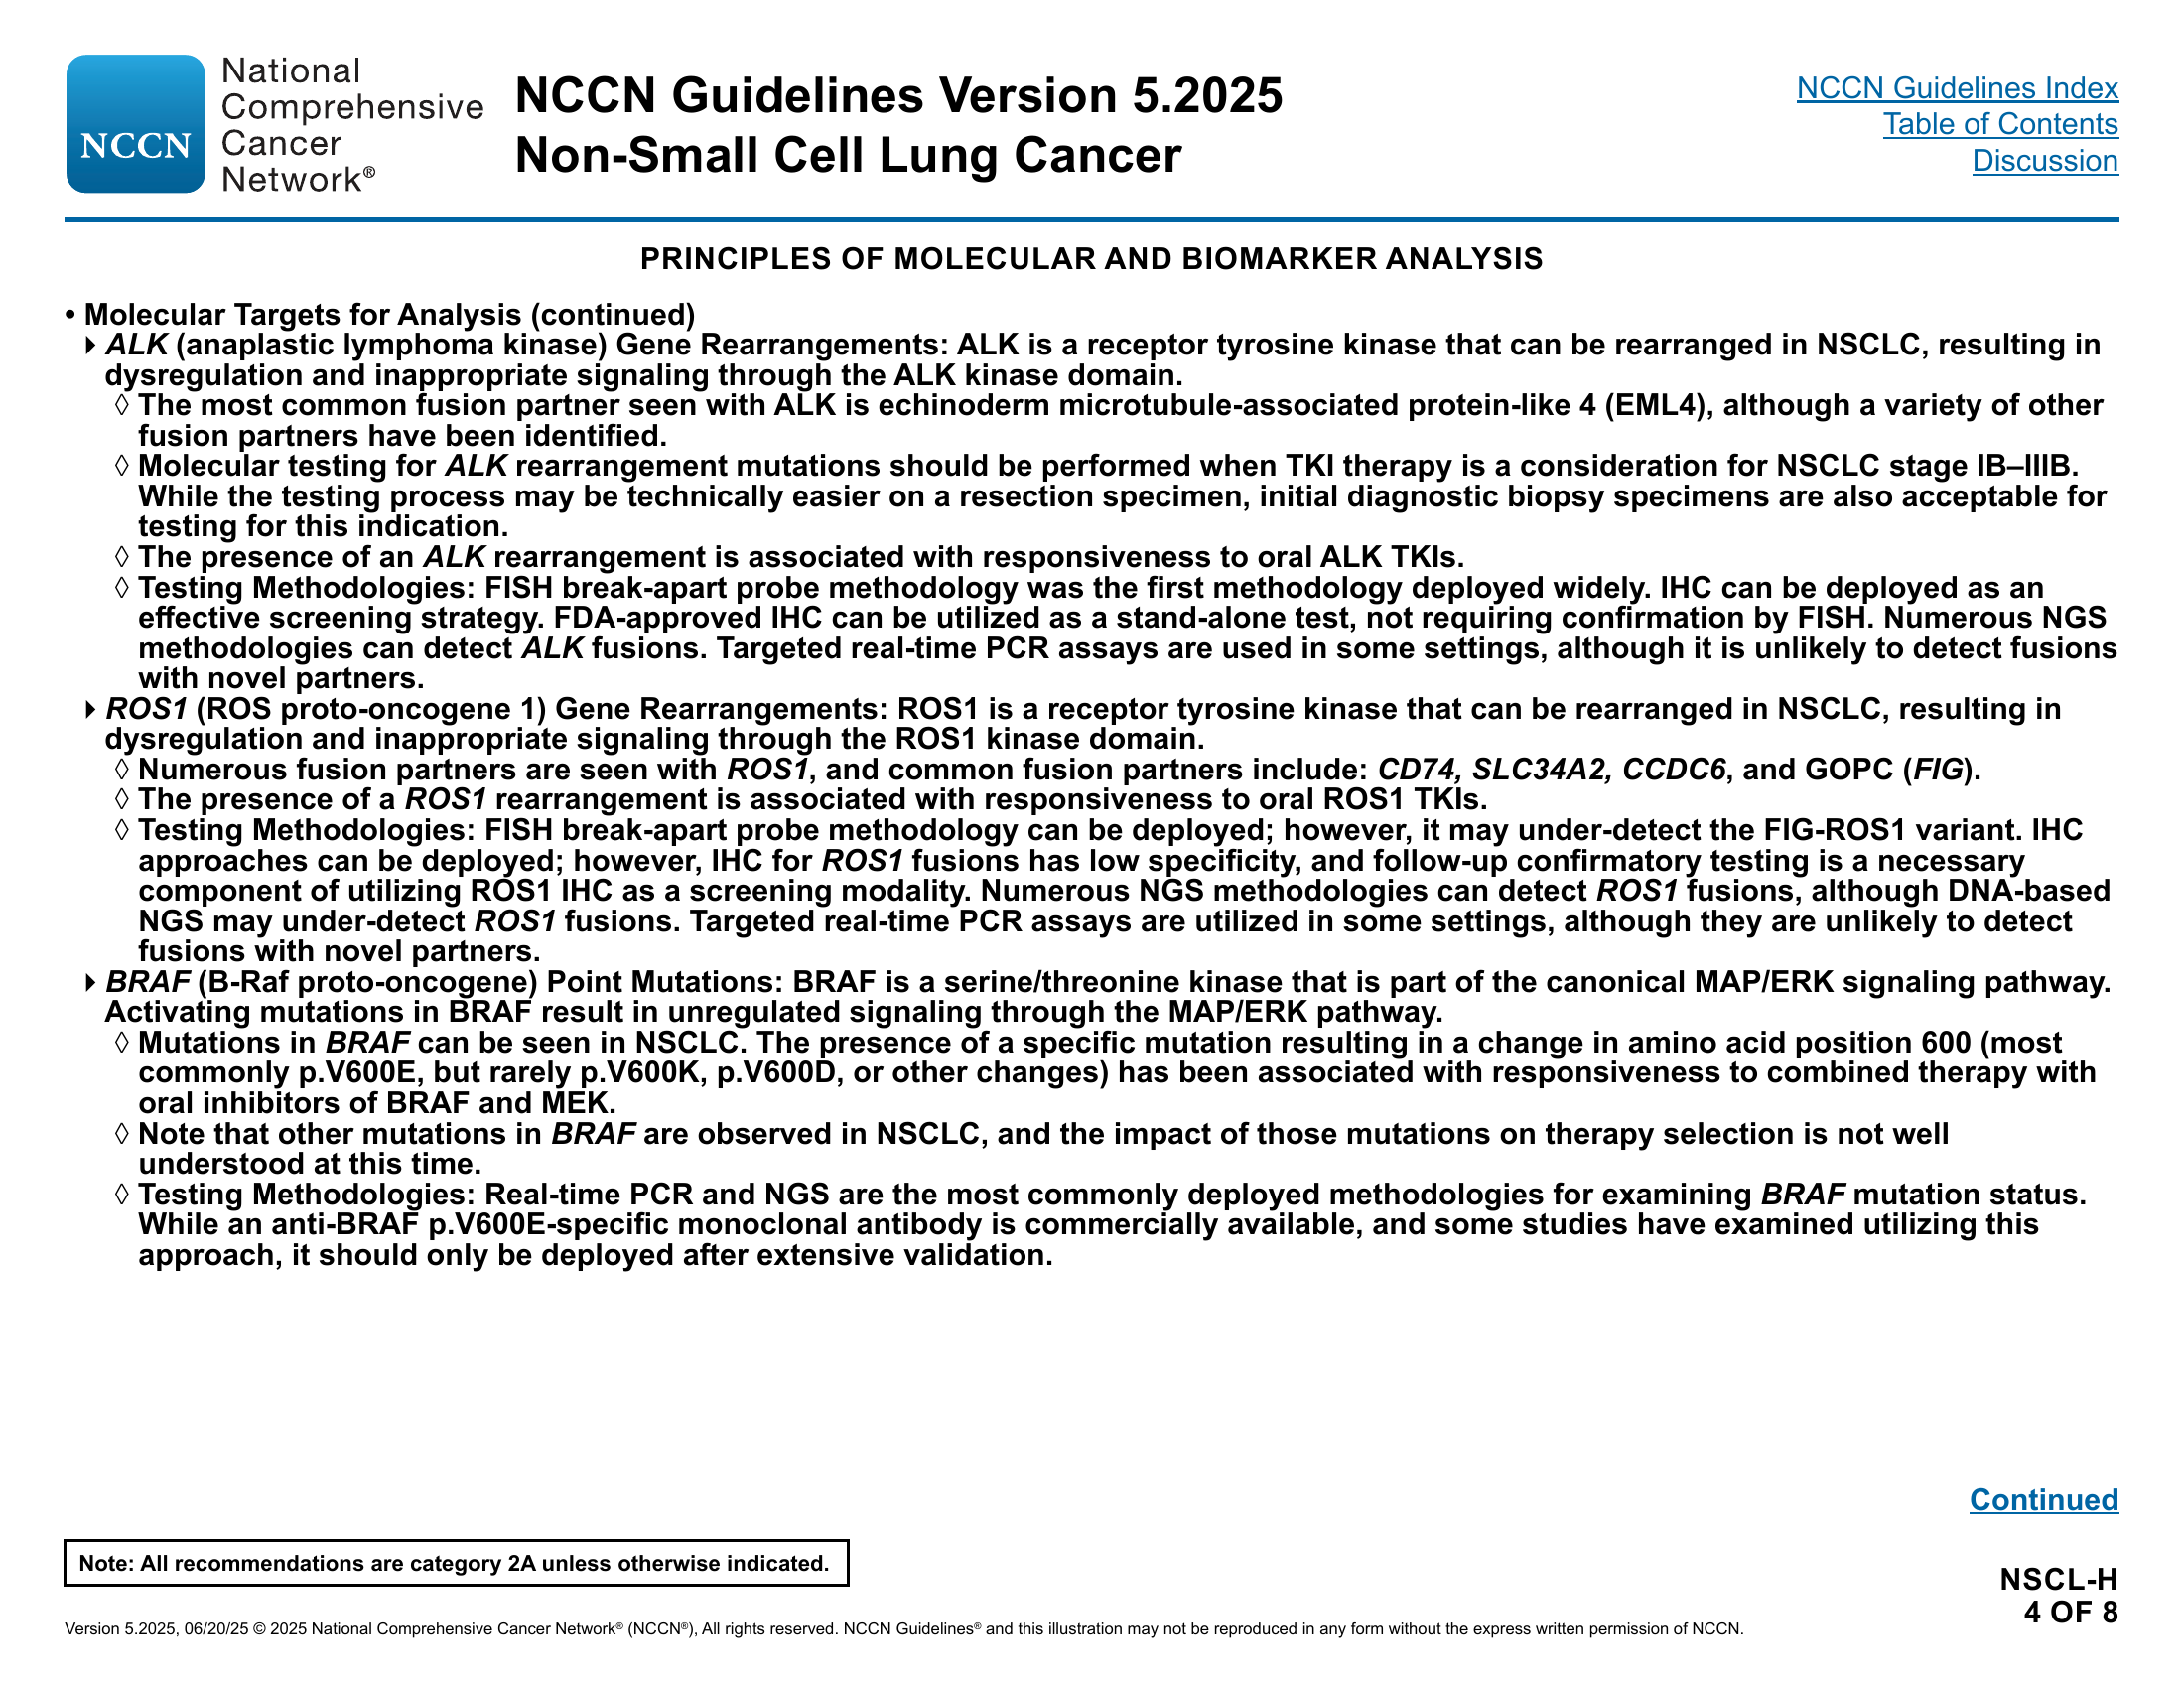 National
Comprehensive
NCCN Cancer
Network®
NCCN Guidelines Version 5.2025
Non-Small Cell Lung Cancer
NCCN Guidelines Index
Table of Contents
Discussion
PRINCIPLES OF MOLECULAR AND BIOMARKER ANALYSIS
• Molecular Targets for Analysis (continued)
▸ ALK (anaplastic lymphoma kinase) Gene Rearrangements: ALK is a receptor tyrosine kinase that can be rearranged in NSCLC, resulting in
dysregulation and inappropriate signaling through the ALK kinase domain.
◊ The most common fusion partner seen with ALK is echinoderm microtubule-associated protein-like 4 (EML4), although a variety of other
fusion partners have been identified.
◊ Molecular testing for ALK rearrangement mutations should be performed when TKI therapy is a consideration for NSCLC stage IB–IIIB.
While the testing process may be technically easier on a resection specimen, initial diagnostic biopsy specimens are also acceptable for
testing for this indication.
◊ The presence of an ALK rearrangement is associated with responsiveness to oral ALK TKIs.
◊ Testing Methodologies: FISH break-apart probe methodology was the first methodology deployed widely. IHC can be deployed as an
effective screening strategy. FDA-approved IHC can be utilized as a stand-alone test, not requiring confirmation by FISH. Numerous NGS
methodologies can detect ALK fusions. Targeted real-time PCR assays are used in some settings, although it is unlikely to detect fusions
with novel partners.
▸ ROS1 (ROS proto-oncogene 1) Gene Rearrangements: ROS1 is a receptor tyrosine kinase that can be rearranged in NSCLC, resulting in
dysregulation and inappropriate signaling through the ROS1 kinase domain.
◊ Numerous fusion partners are seen with ROS1, and common fusion partners include: CD74, SLC34A2, CCDC6, and GOPC (FIG).
◊ The presence of a ROS1 rearrangement is associated with responsiveness to oral ROS1 TKIs.
◊ Testing Methodologies: FISH break-apart probe methodology can be deployed; however, it may under-detect the FIG-ROS1 variant. IHC
approaches can be deployed; however, IHC for ROS1 fusions has low specificity, and follow-up confirmatory testing is a necessary
component of utilizing ROS1 IHC as a screening modality. Numerous NGS methodologies can detect ROS1 fusions, although DNA-based
NGS may under-detect ROS1 fusions. Targeted real-time PCR assays are utilized in some settings, although they are unlikely to detect
fusions with novel partners.
▸ BRAF (B-Raf proto-oncogene) Point Mutations: BRAF is a serine/threonine kinase that is part of the canonical MAP/ERK signaling pathway.
Activating mutations in BRAF result in unregulated signaling through the MAP/ERK pathway.
◊ Mutations in BRAF can be seen in NSCLC. The presence of a specific mutation resulting in a change in amino acid position 600 (most
commonly p.V600E, but rarely p.V600K, p.V600D, or other changes) has been associated with responsiveness to combined therapy with
oral inhibitors of BRAF and MEK.
◊ Note that other mutations in BRAF are observed in NSCLC, and the impact of those mutations on therapy selection is not well
understood at this time.
◊ Testing Methodologies: Real-time PCR and NGS are the most commonly deployed methodologies for examining BRAF mutation status.
While an anti-BRAF p.V600E-specific monoclonal antibody is commercially available, and some studies have examined utilizing this
approach, it should only be deployed after extensive validation.
Continued
Note: All recommendations are category 2A unless otherwise indicated.
NSCL-H
4 OF 8
Version 5.2025, 06/20/25 © 2025 National Comprehensive Cancer Network® (NCCN®), All rights reserved. NCCN Guidelines® and this illustration may not be reproduced in any form without the express written permission of NCCN.